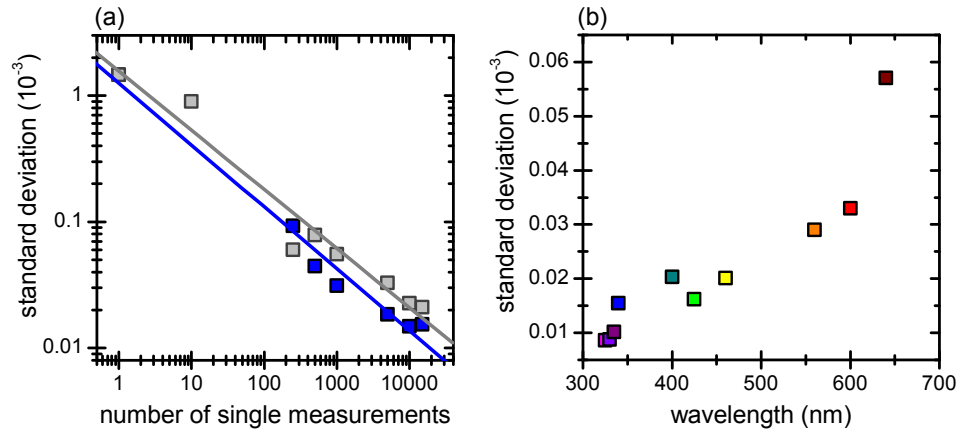 (a)
standard deviation (10⁻³)
1
0.1
0.01
1 10 100 1000 10000
number of single measurements
(b)
standard deviation (10⁻³)
0.06
0.05
0.04
0.03
0.02
0.01
300 400 500 600 700
wavelength (nm)